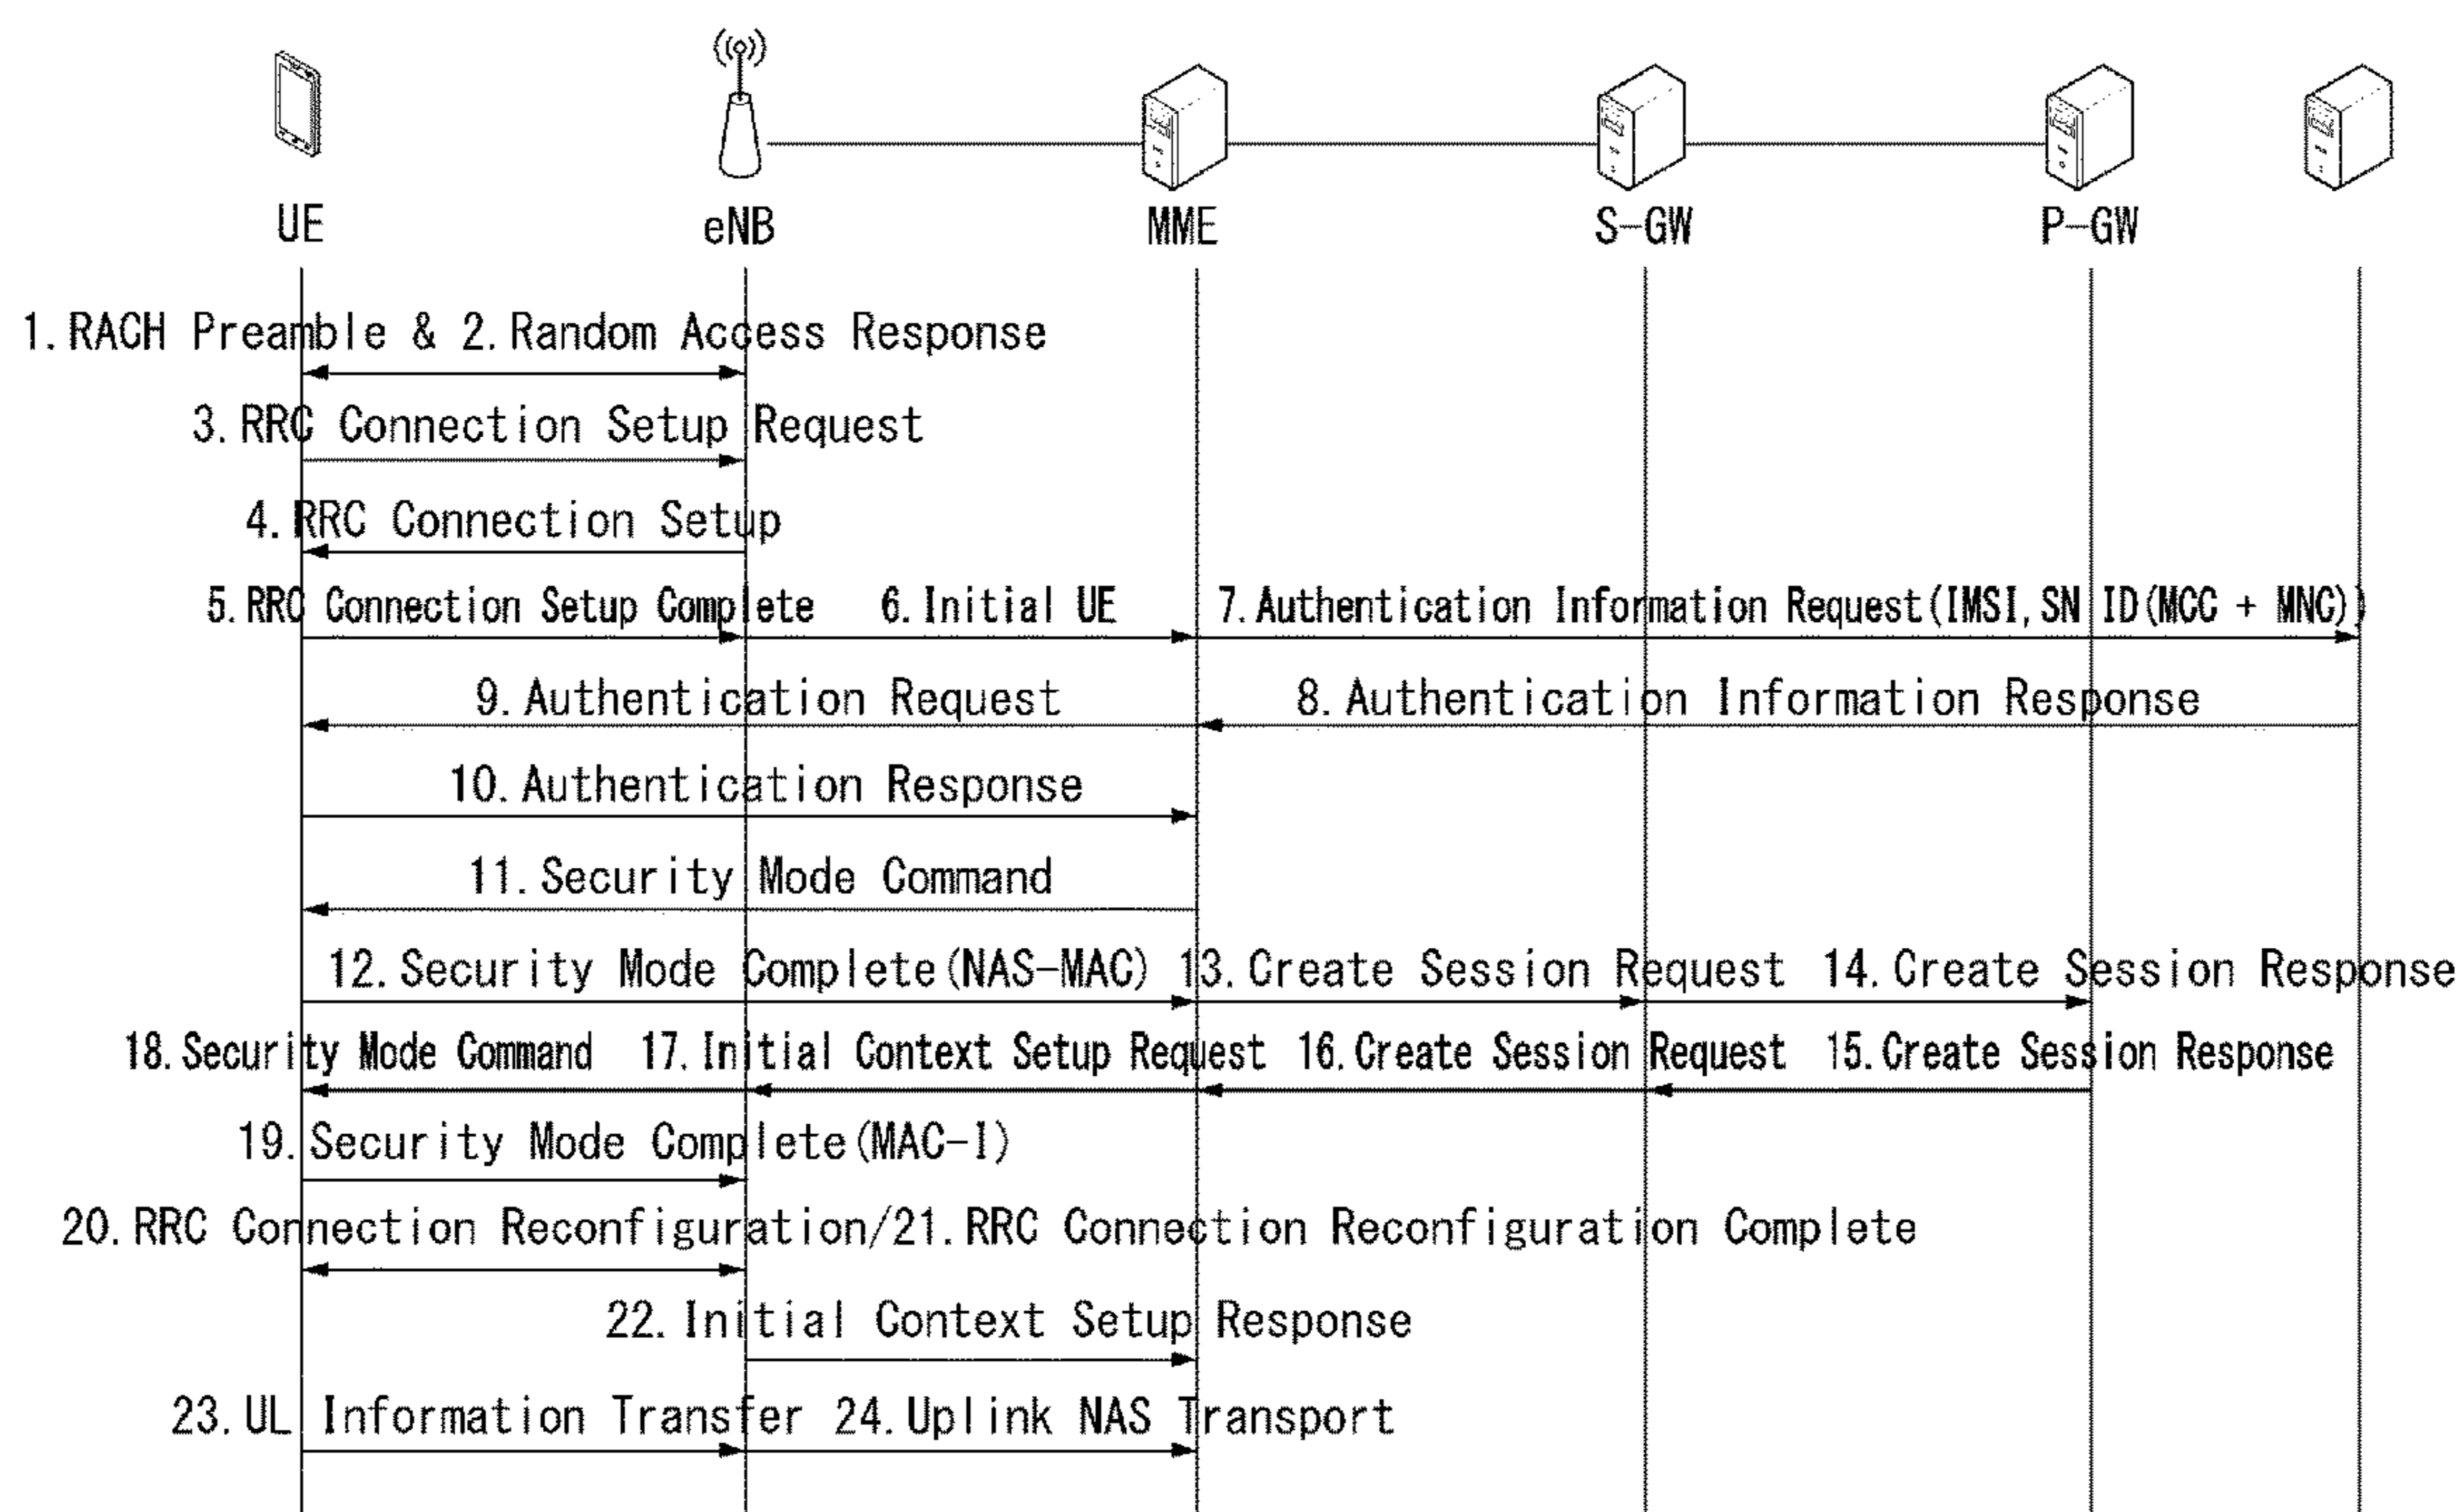 UE eNB MME S-GW P-GW
1.RACH Preamble & 2.Random Access Response
3.RRC Connection Setup Request
4.RRC Connection Setup
5.RRC Connection Setup Complete 6.Initial UE 7.Authentication Information Request(IMSI,SN ID(MCC + MNC))
9.Authentication Request 8.Authentication Information Response
10.Authentication Response
11.Security Mode Command
12.Security Mode Complete(NAS-MAC) 13.Create Session Request 14.Create Session Response
18.Security Mode Command 17.Initial Context Setup Request 16.Create Session Request 15.Create Session Response
19.Security Mode Complete(MAC-I)
20.RRC Connection Reconfiguration/21.RRC Connection Reconfiguration Complete
22.Initial Context Setup Response
23.UL Information Transfer 24.Uplink NAS Transport